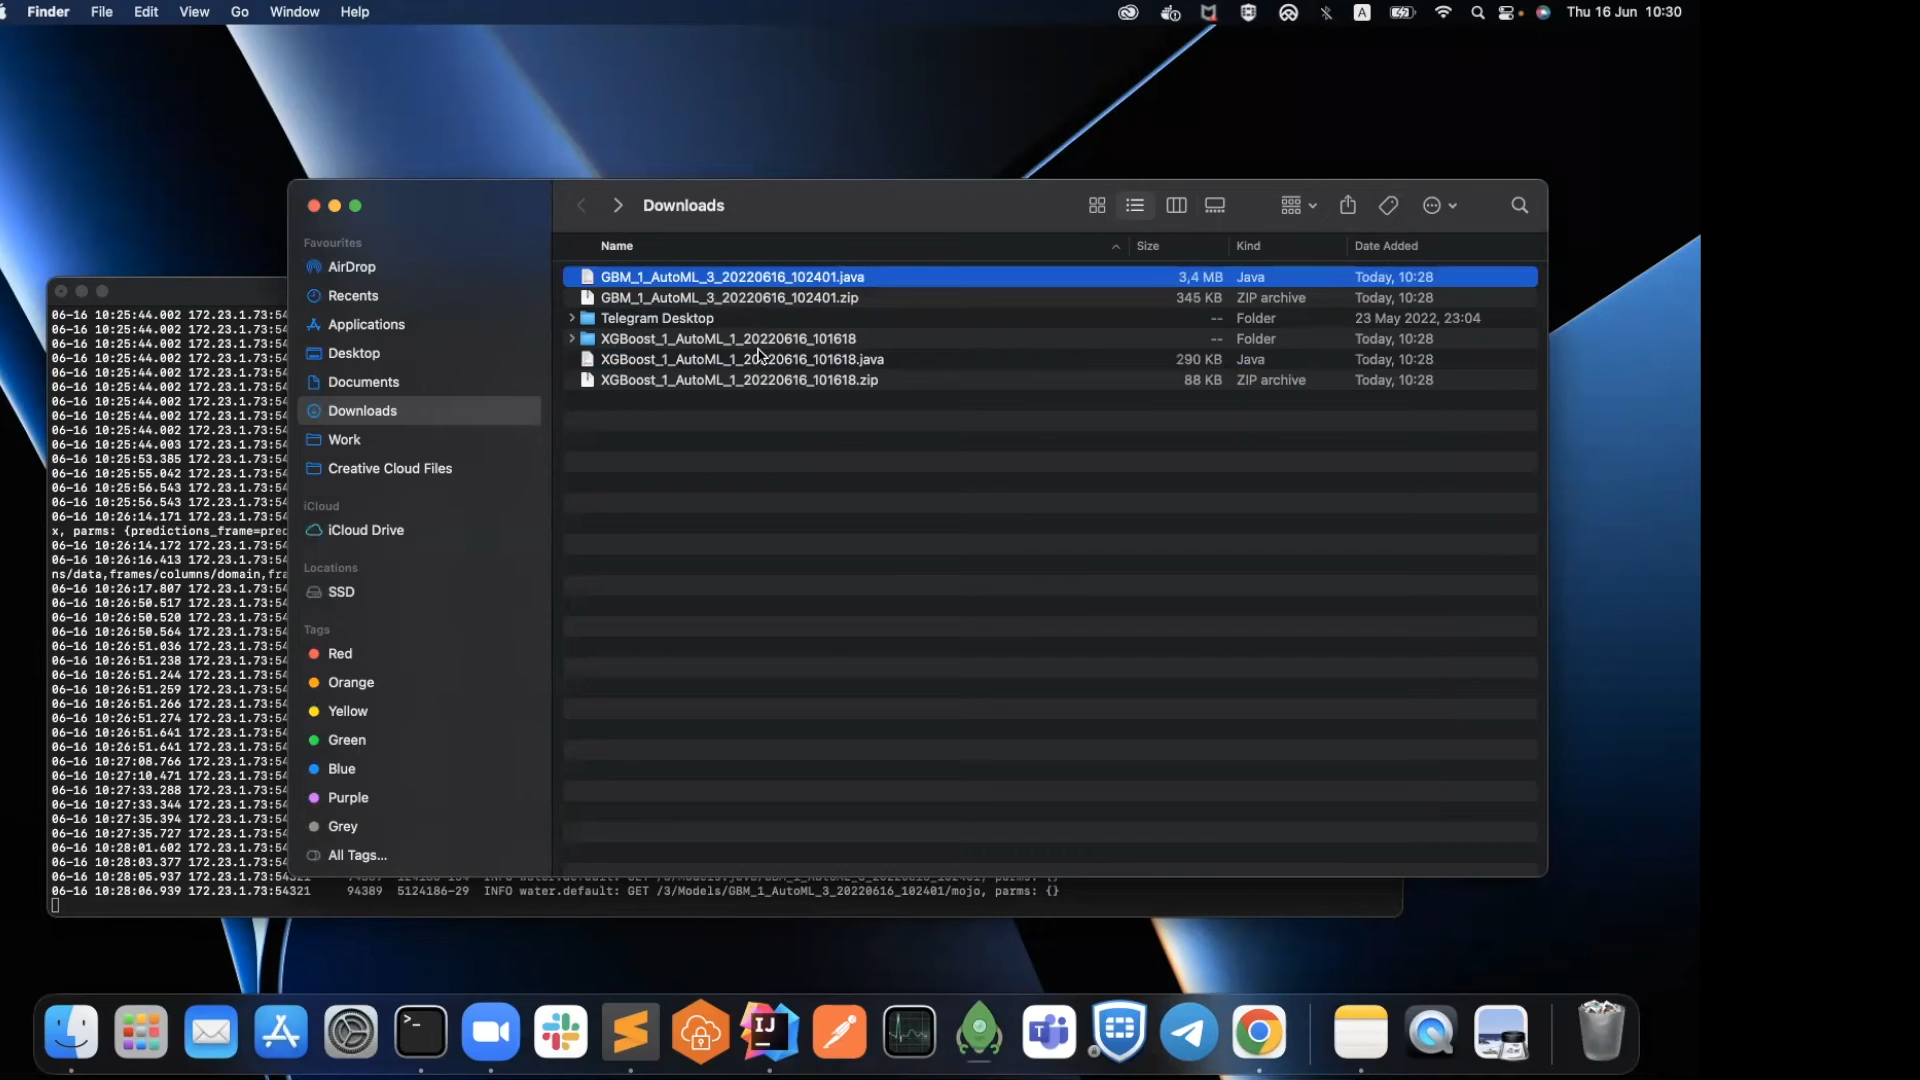 Finder File Edit View Go Window Help
A Thu 16 Jun 10:30
Downloads
Favourites
AirDrop
Recents
Applications
Desktop
Documents
Downloads
Work
Creative Cloud Files
iCloud
iCloud Drive
Locations
SSD
Tags
Red
Orange
Yellow
Green
Blue
Purple
Grey
All Tags...
Name Size Kind Date Added
GBM_1_AutoML_3_20220616_102401.java 3,4 MB Java Today, 10:28
GBM_1_AutoML_3_20220616_102401.zip 345 KB ZIP archive Today, 10:28
Telegram Desktop -- Folder 23 May 2022, 23:04
XGBoost_1_AutoML_1_20220616_101618 -- Folder Today, 10:28
XGBoost_1_AutoML_1_20220616_101618.java 290 KB Java Today, 10:28
XGBoost_1_AutoML_1_20220616_101618.zip 88 KB ZIP archive Today, 10:28
06-16 10:25:44.002 172.23.1.73:54
06-16 10:25:44.002 172.23.1.73:54
06-16 10:25:44.002 172.23.1.73:54
06-16 10:25:44.002 172.23.1.73:54
06-16 10:25:44.002 172.23.1.73:54
06-16 10:25:44.002 172.23.1.73:54
06-16 10:25:44.002 172.23.1.73:54
06-16 10:25:44.002 172.23.1.73:54
06-16 10:25:44.002 172.23.1.73:54
06-16 10:25:44.003 172.23.1.73:54
06-16 10:25:53.385 172.23.1.73:54
06-16 10:25:55.042 172.23.1.73:54
06-16 10:25:56.543 172.23.1.73:54
06-16 10:25:56.543 172.23.1.73:54
06-16 10:26:14.171 172.23.1.73:54
x, parms: {predictions_frame=pred
06-16 10:26:14.172 172.23.1.73:54
06-16 10:26:16.413 172.23.1.73:54
ns/data,frames/columns/domain,fra
06-16 10:26:17.807 172.23.1.73:54
06-16 10:26:50.517 172.23.1.73:54
06-16 10:26:50.520 172.23.1.73:54
06-16 10:26:50.564 172.23.1.73:54
06-16 10:26:51.036 172.23.1.73:54
06-16 10:26:51.238 172.23.1.73:54
06-16 10:26:51.244 172.23.1.73:54
06-16 10:26:51.259 172.23.1.73:54
06-16 10:26:51.266 172.23.1.73:54
06-16 10:26:51.274 172.23.1.73:54
06-16 10:26:51.641 172.23.1.73:54
06-16 10:26:51.641 172.23.1.73:54
06-16 10:27:08.766 172.23.1.73:54
06-16 10:27:10.471 172.23.1.73:54
06-16 10:27:33.288 172.23.1.73:54
06-16 10:27:33.344 172.23.1.73:54
06-16 10:27:35.394 172.23.1.73:54
06-16 10:27:35.727 172.23.1.73:54
06-16 10:28:01.602 172.23.1.73:54
06-16 10:28:03.377 172.23.1.73:54
06-16 10:28:05.937 172.23.1.73:54321
06-16 10:28:06.939 172.23.1.73:54321 94389 5124186-29 INFO water.default: GET /3/Models/GBM_1_AutoML_3_20220616_102401/mojo, parms: {}
IJ